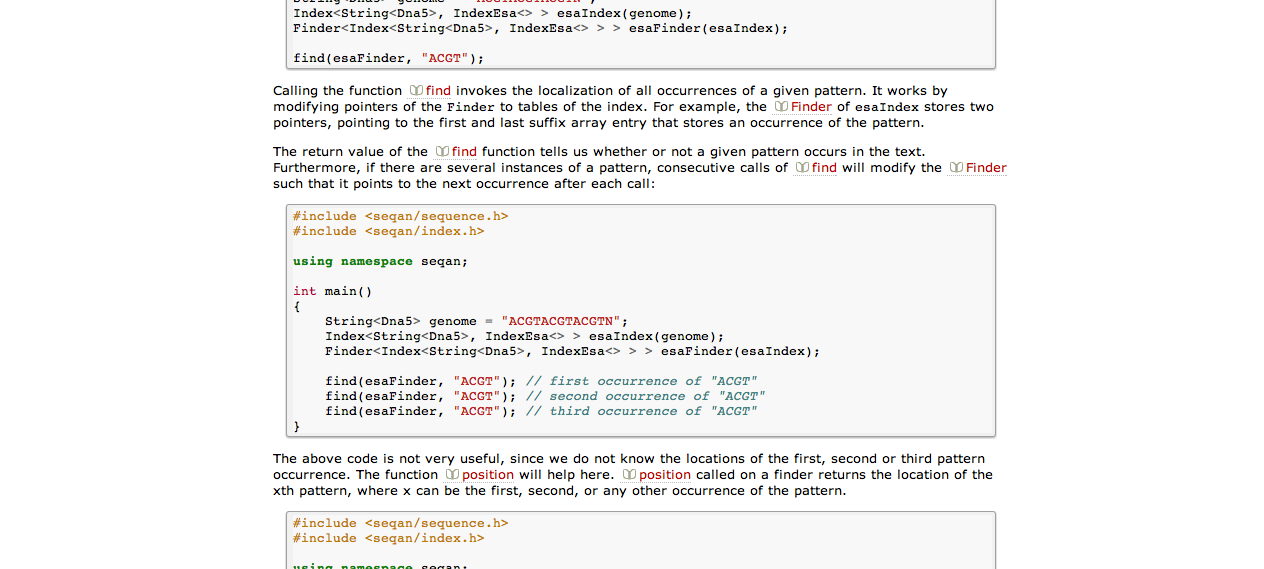 Index<String<Dna5>, IndexEsa<> > esaIndex(genome);
Finder<Index<String<Dna5>, IndexEsa<> > > esaFinder(esaIndex);
find(esaFinder, "ACGT");
Calling the function find invokes the localization of all occurrences of a given pattern. It works by
modifying pointers of the Finder to tables of the index. For example, the Finder of esaIndex stores two
pointers, pointing to the first and last suffix array entry that stores an occurrence of the pattern.
The return value of the find function tells us whether or not a given pattern occurs in the text.
Furthermore, if there are several instances of a pattern, consecutive calls of find will modify the Finder
such that it points to the next occurrence after each call:
#include <seqan/sequence.h>
#include <seqan/index.h>
using namespace seqan;
int main()
{
    String<Dna5> genome = "ACGTACGTACGTN";
    Index<String<Dna5>, IndexEsa<> > esaIndex(genome);
    Finder<Index<String<Dna5>, IndexEsa<> > > esaFinder(esaIndex);
    find(esaFinder, "ACGT"); // first occurrence of "ACGT"
    find(esaFinder, "ACGT"); // second occurrence of "ACGT"
    find(esaFinder, "ACGT"); // third occurrence of "ACGT"
}
The above code is not very useful, since we do not know the locations of the first, second or third pattern
occurrence. The function position will help here. position called on a finder returns the location of the
xth pattern, where x can be the first, second, or any other occurrence of the pattern.
#include <seqan/sequence.h>
#include <seqan/index.h>
using namespace seqan;